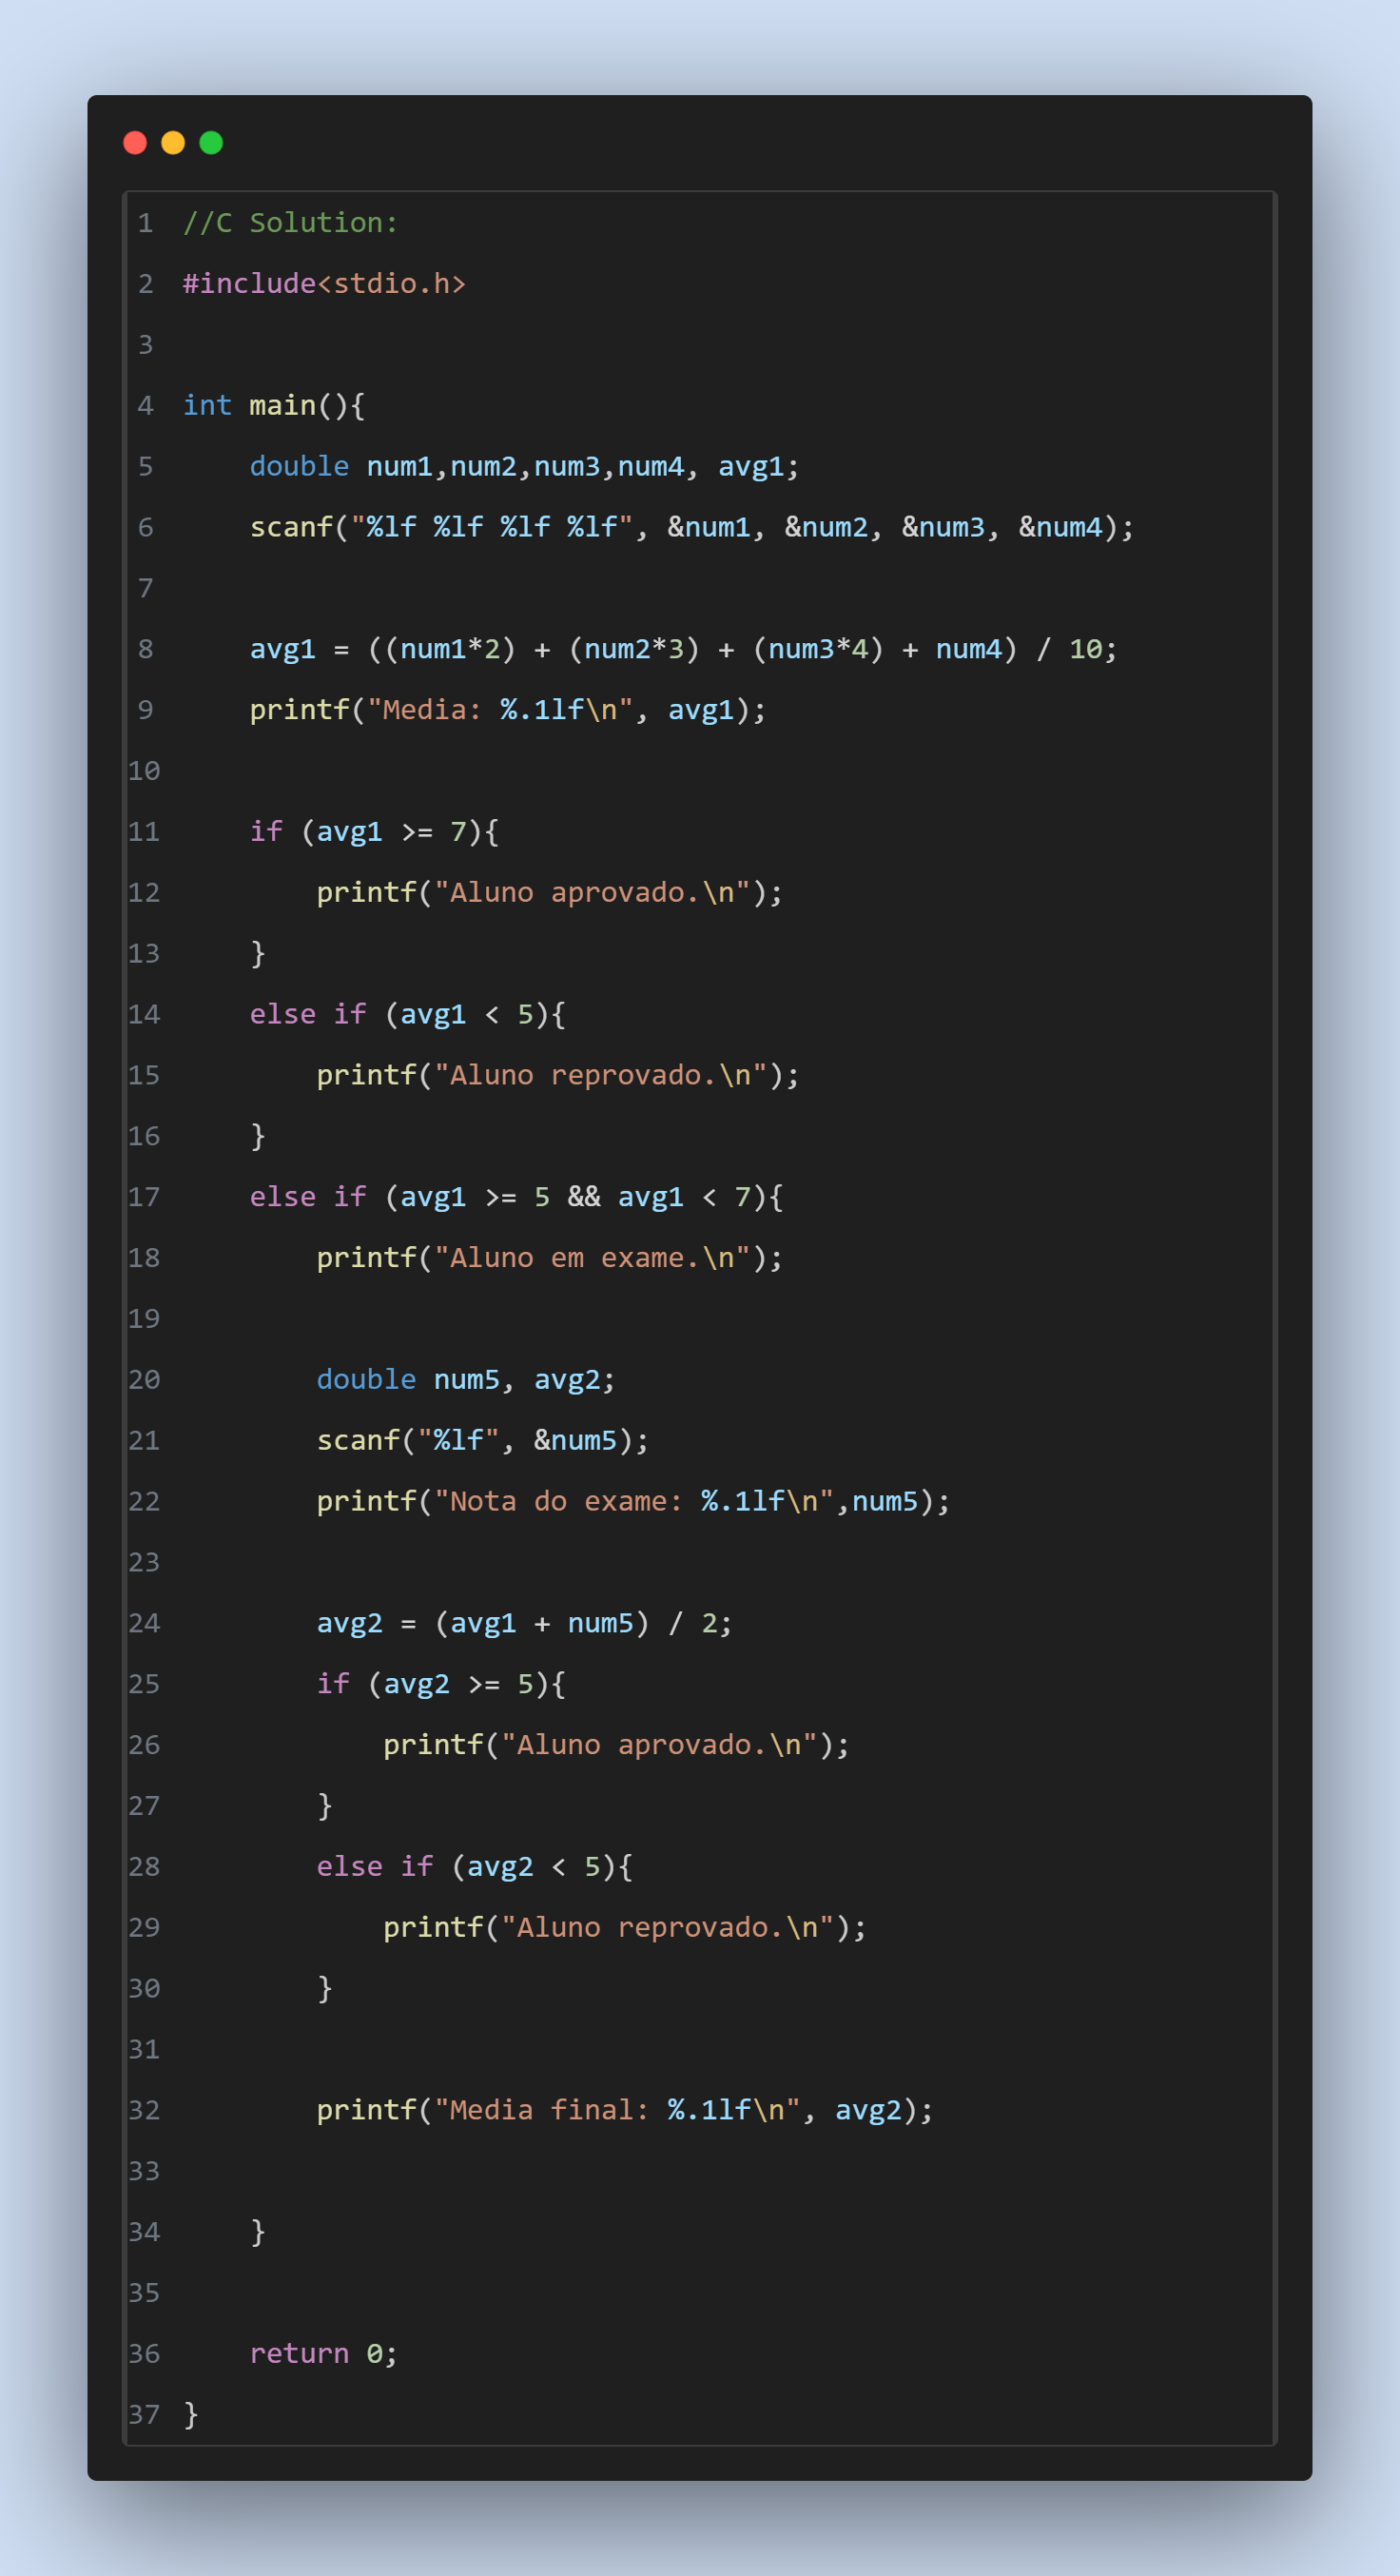 1 //C Solution:
2 #include<stdio.h>
3
4 int main(){
5     double num1,num2,num3,num4, avg1;
6     scanf("%lf %lf %lf %lf", &num1, &num2, &num3, &num4);
7
8     avg1 = ((num1*2) + (num2*3) + (num3*4) + num4) / 10;
9     printf("Media: %.1lf\n", avg1);
10
11     if (avg1 >= 7){
12         printf("Aluno aprovado.\n");
13     }
14     else if (avg1 < 5){
15         printf("Aluno reprovado.\n");
16     }
17     else if (avg1 >= 5 && avg1 < 7){
18         printf("Aluno em exame.\n");
19
20         double num5, avg2;
21         scanf("%lf", &num5);
22         printf("Nota do exame: %.1lf\n",num5);
23
24         avg2 = (avg1 + num5) / 2;
25         if (avg2 >= 5){
26             printf("Aluno aprovado.\n");
27         }
28         else if (avg2 < 5){
29             printf("Aluno reprovado.\n");
30         }
31
32         printf("Media final: %.1lf\n", avg2);
33
34     }
35
36     return 0;
37 }